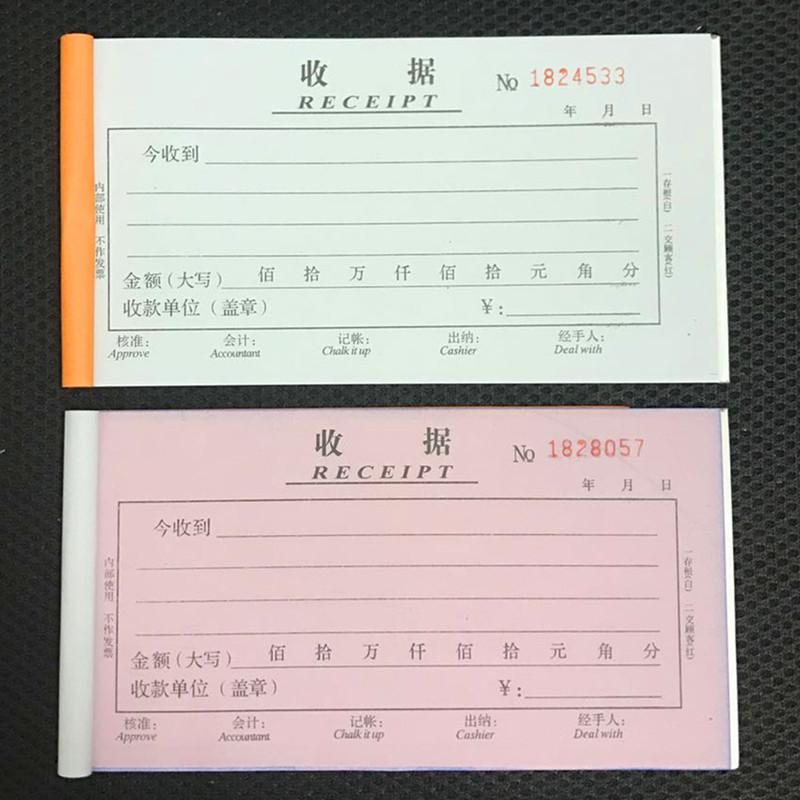 收 据 № 1824533
RECEIPT
年 月 日
今收到
金额(大写) 佰 拾 万 仟 佰 拾 元 角 分
收款单位(盖章) ¥:
核准: 会计: 记帐: 出纳: 经手人:
Approve Accountant Chalk it up Cashier Deal with
内部使用 不作发票
一存根(白) 二交顾客(红)
收 据 № 1828057
RECEIPT
年 月 日
今收到
金额(大写) 佰 拾 万 仟 佰 拾 元 角 分
收款单位(盖章) ¥:
核准: 会计: 记帐: 出纳: 经手人:
Approve Accountant Chalk it up Cashier Deal with
内部使用 不作发票
一存根(白) 二交顾客(红)